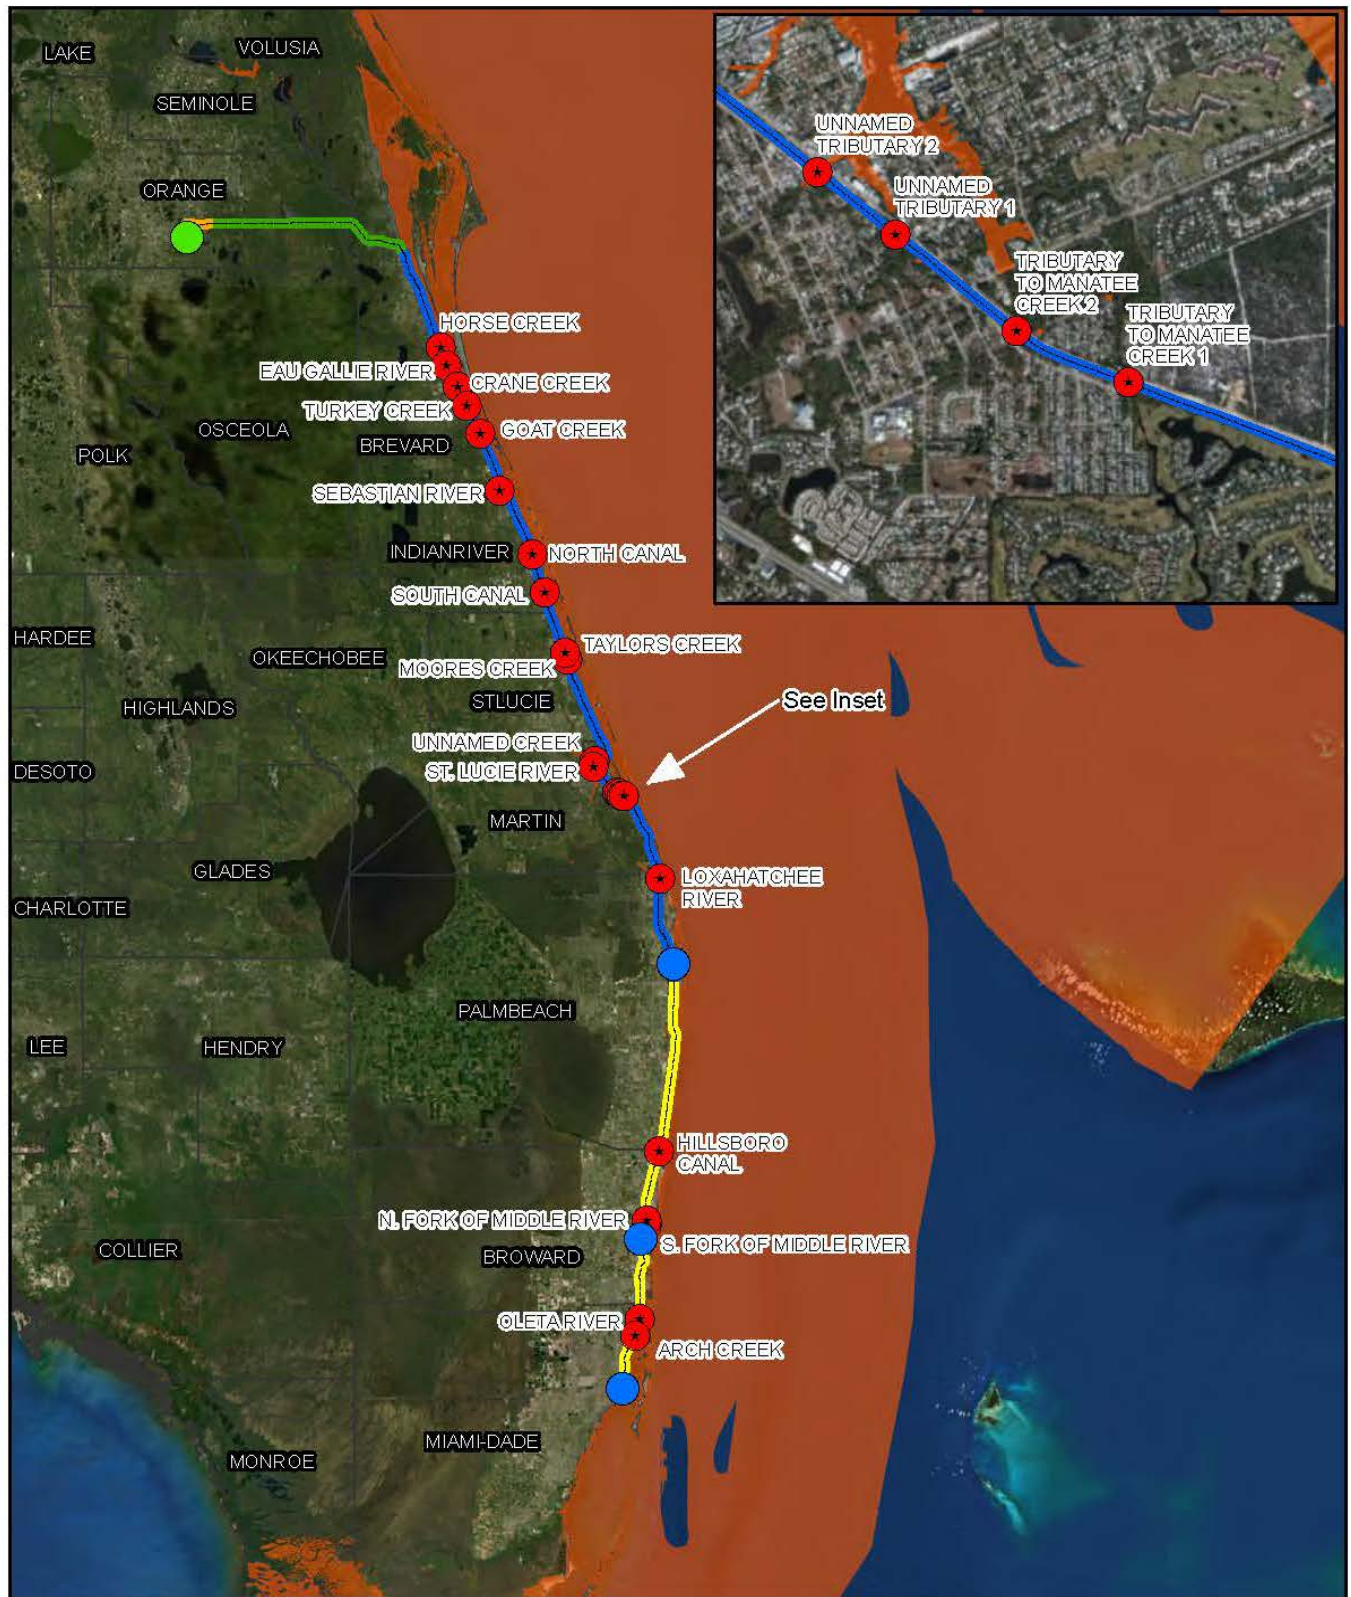 LAKE
VOLUSIA
SEMINOLE
ORANGE
UNNAMED
TRIBUTARY 2
UNNAMED
TRIBUTARY 1
TRIBUTARY
TO MANATEE
CREEK 2
TRIBUTARY
TO MANATEE
CREEK 1
HORSE CREEK
EAU GALLIE RIVER
CRANE CREEK
TURKEY CREEK
GOAT CREEK
OSCEOLA
BREVARD
POLK
SEBASTIAN RIVER
INDIANRIVER
NORTH CANAL
SOUTH CANAL
HARDEE
TAYLORS CREEK
OKEECHOBEE
MOORES CREEK
STLUCIE
See Inset
HIGHLANDS
UNNAMED CREEK
DESOTO
ST. LUCIE RIVER
MARTIN
GLADES
LOXAHATCHEE
RIVER
CHARLOTTE
PALMBEACH
LEE
HENDRY
HILLSBORO
CANAL
N. FORK OF MIDDLE RIVER
S. FORK OF MIDDLE RIVER
COLLIER
BROWARD
OLETA RIVER
ARCH CREEK
MIAMI-DADE
MONROE